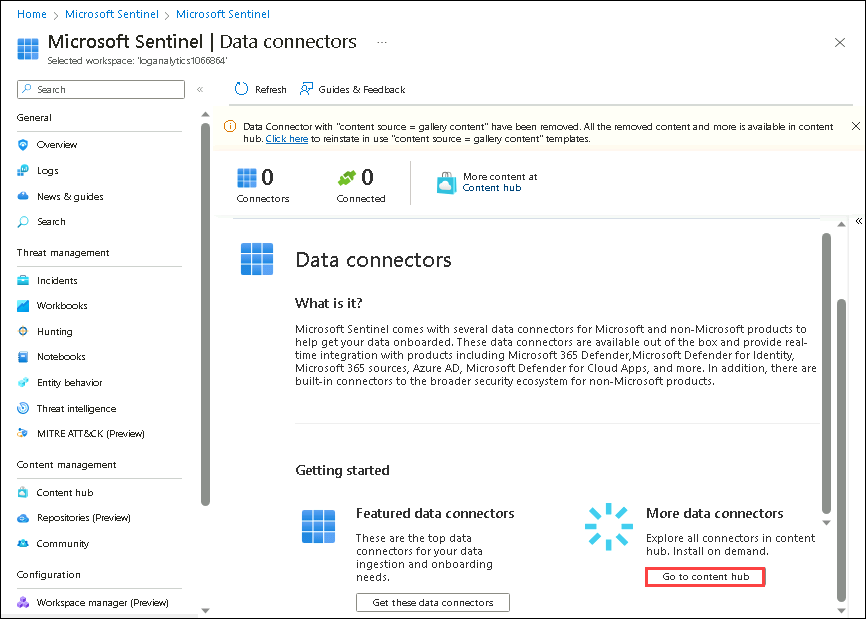 Home > Microsoft Sentinel > Microsoft Sentinel
Microsoft Sentinel | Data connectors ...
Selected workspace: 'loganalytics1066864'
Search
«
General
Overview
Logs
News & guides
Search
Threat management
Incidents
Workbooks
Hunting
Notebooks
Entity behavior
Threat intelligence
MITRE ATT&CK (Preview)
Content management
Content hub
Repositories (Preview)
Community
Configuration
Workspace manager (Preview)
Refresh
Guides & Feedback
Data Connector with "content source = gallery content" have been removed. All the removed content and more is available in content
hub. Click here to reinstate in use "content source = gallery content" templates.
0
Connectors
0
Connected
More content at
Content hub
«
Data connectors
What is it?
Microsoft Sentinel comes with several data connectors for Microsoft and non-Microsoft products to
help get your data onboarded. These data connectors are available out of the box and provide real-
time integration with products including Microsoft 365 Defender,Microsoft Defender for Identity,
Microsoft 365 sources, Azure AD, Microsoft Defender for Cloud Apps, and more. In addition, there are
built-in connectors to the broader security ecosystem for non-Microsoft products.
Getting started
Featured data connectors
These are the top data
connectors for your data
ingestion and onboarding
needs.
Get these data connectors
More data connectors
Explore all connectors in content
hub. Install on demand.
Go to content hub